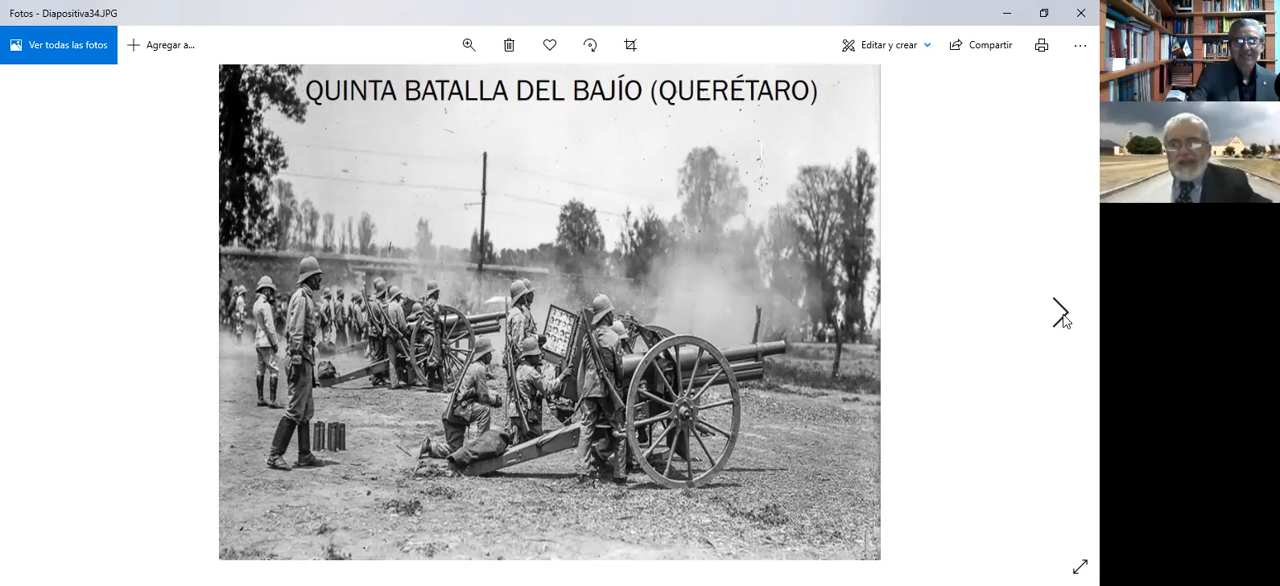 Fotos - Diapositiva34.JPG
Ver todas las fotos
Agregar a...
Editar y crear
Compartir
QUINTA BATALLA DEL BAJÍO (QUERÉTARO)